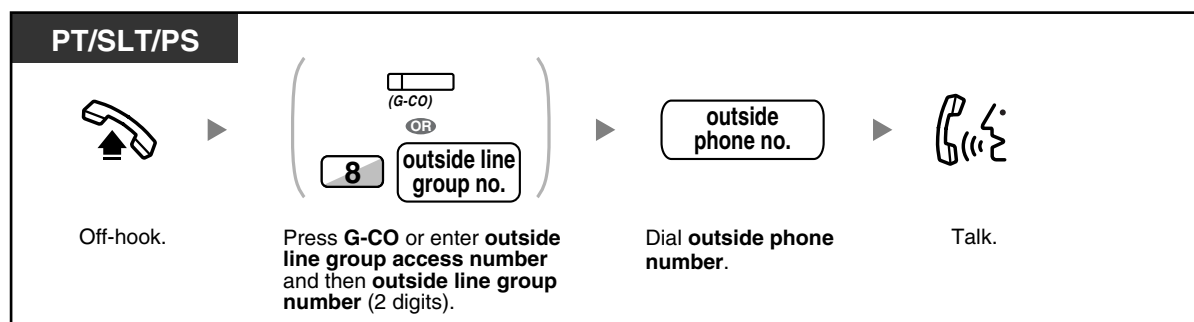 PT/SLT/PS
(G-CO)
OR
8
outside line
group no.
outside
phone no.
Off-hook.
Press G-CO or enter outside
line group access number
and then outside line group
number (2 digits).
Dial outside phone
number.
Talk.